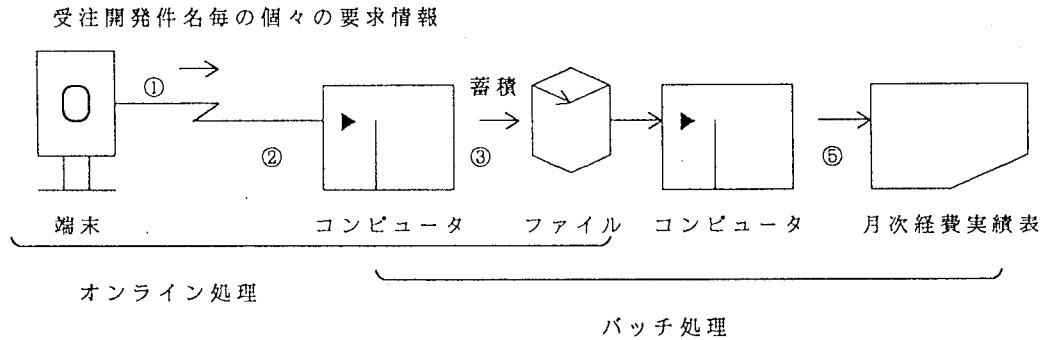 受注開発件名毎の個々の要求情報
①
②
蓄積
③
⑤
端末
コンピュータ
ファイル
コンピュータ
月次経費実績表
オンライン処理
バッチ処理